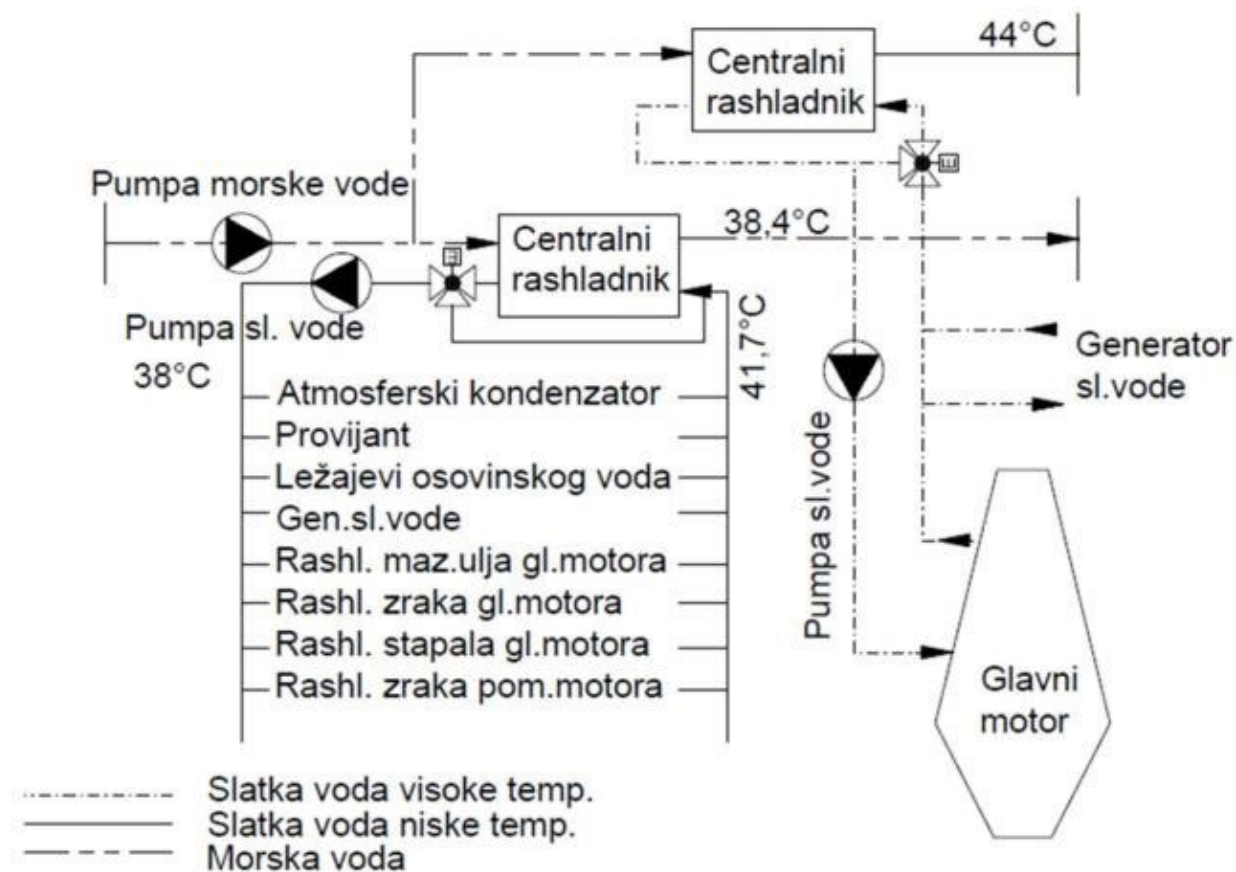 44°C
Centralni
rashladnik
Pumpa morske vode
Centralni
rashladnik
38,4°C
Pumpa sl. vode
38°C
41,7°C
Generator
sl.vode
Pumpa sl.vode
Atmosferski kondenzator
Provijant
Ležajevi osovinskog voda
Gen.sl.vode
Rashl. maz.ulja gl.motora
Rashl. zraka gl.motora
Rashl. stapala gl.motora
Rashl. zraka pom.motora
Glavni
motor
Slatka voda visoke temp.
Slatka voda niske temp.
Morska voda